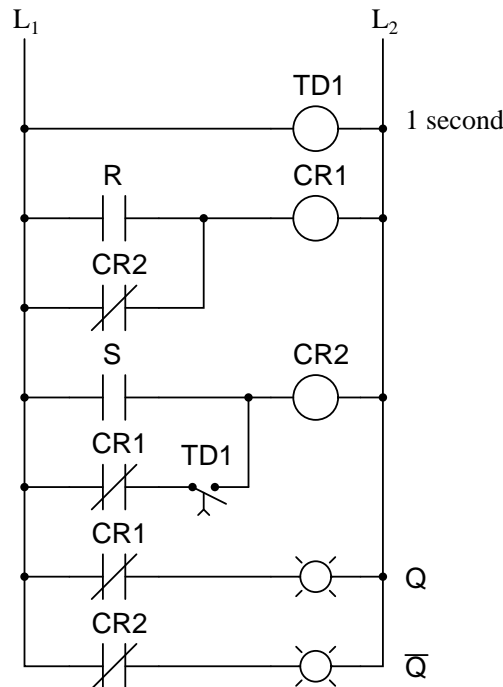 L1 L2
TD1
1 second
R CR1
CR2
S CR2
CR1 TD1
CR1
Q
CR2
Q̅